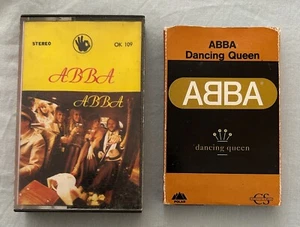 STEREO
OK 109
ABBA
ABBA
ABBA
Dancing Queen
ABBA
dancing queen